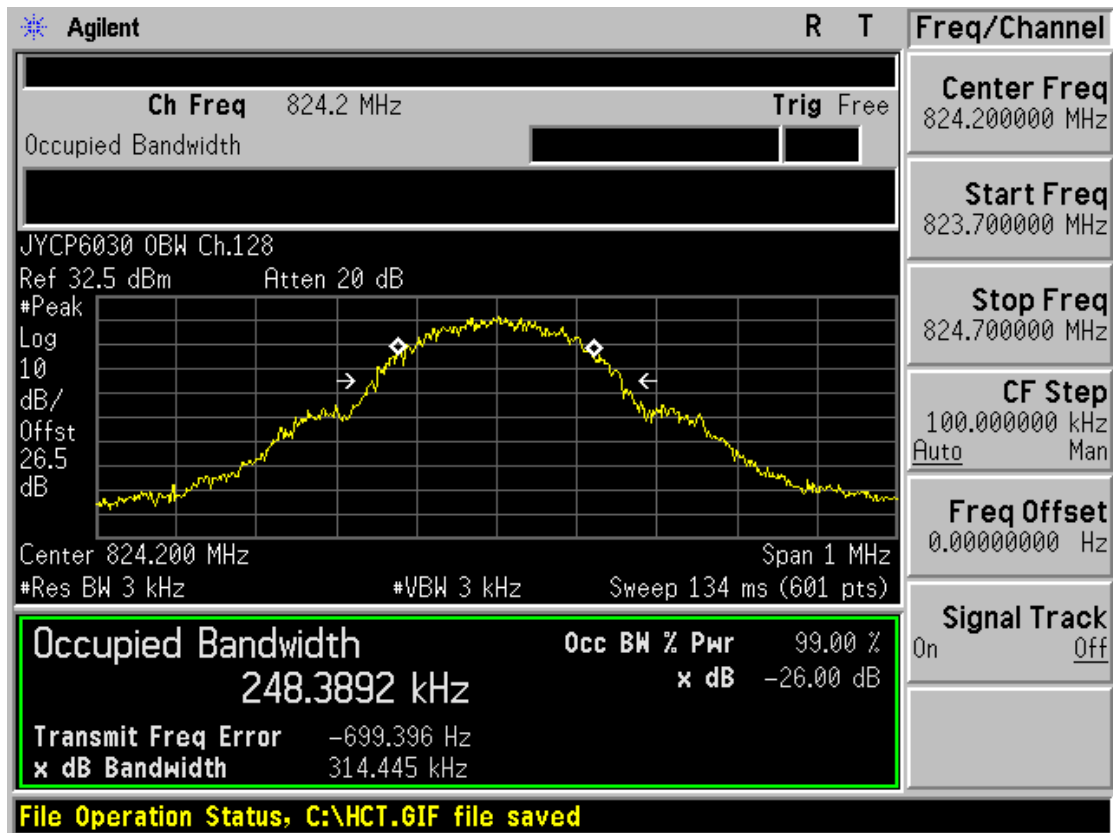 Agilent R T
Ch Freq 824.2 MHz Trig Free
Occupied Bandwidth
JYCP6030 OBW Ch.128
Ref 32.5 dBm Atten 20 dB
#Peak
Log
10
dB/
Offst
26.5
dB
Center 824.200 MHz Span 1 MHz
#Res BW 3 kHz #VBW 3 kHz Sweep 134 ms (601 pts)
Occupied Bandwidth Occ BW % Pwr 99.00 %
248.3892 kHz x dB -26.00 dB
Transmit Freq Error -699.396 Hz
x dB Bandwidth 314.445 kHz
File Operation Status, C:\HCT.GIF file saved
Freq/Channel
Center Freq
824.200000 MHz
Start Freq
823.700000 MHz
Stop Freq
824.700000 MHz
CF Step
100.000000 kHz
Auto Man
Freq Offset
0.00000000 Hz
Signal Track
On Off